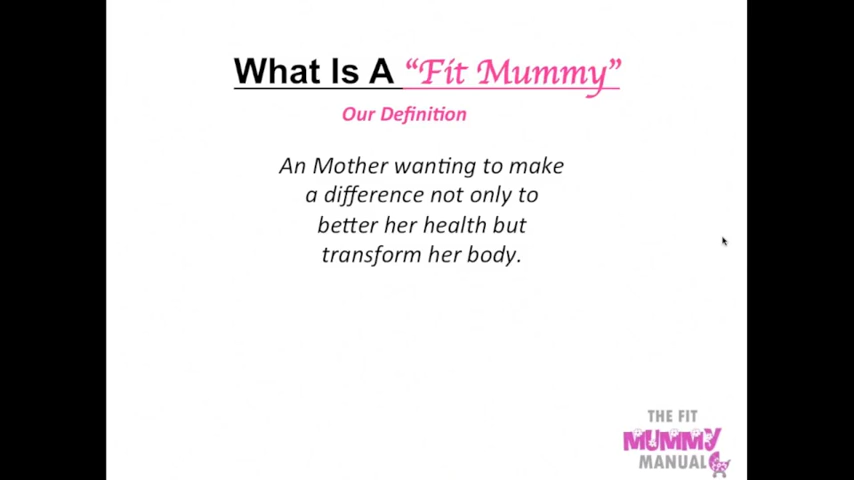 What Is A “Fit Mummy”
Our Definition
An Mother wanting to make
a difference not only to
better her health but
transform her body.
THE FIT
MUMMY
MANUAL